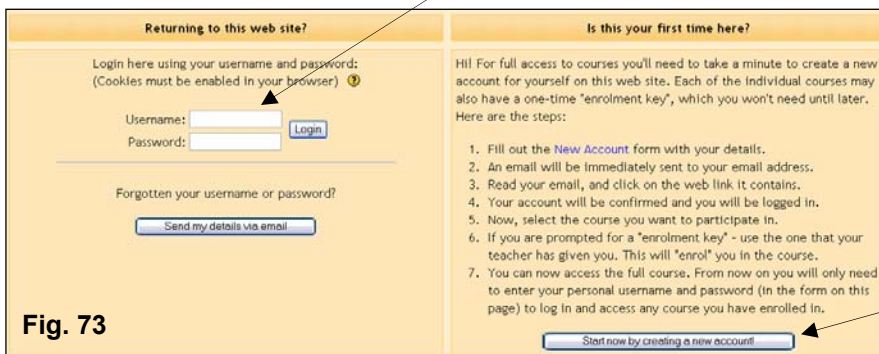 Returning to this web site?
Login here using your username and password:
(Cookies must be enabled in your browser) ?
Username:
Password:
Login
Forgotten your username or password?
Send my details via email
Fig. 73
Is this your first time here?
Hi! For full access to courses you'll need to take a minute to create a new
account for yourself on this web site. Each of the individual courses may
also have a one-time "enrolment key", which you won't need until later.
Here are the steps:
1. Fill out the New Account form with your details.
2. An email will be immediately sent to your email address.
3. Read your email, and click on the web link it contains.
4. Your account will be confirmed and you will be logged in.
5. Now, select the course you want to participate in.
6. If you are prompted for a "enrolment key" - use the one that your
teacher has given you. This will "enrol" you in the course.
7. You can now access the full course. From now on you will only need
to enter your personal username and password (in the form on this
page) to log in and access any course you have enrolled in.
Start now by creating a new account!